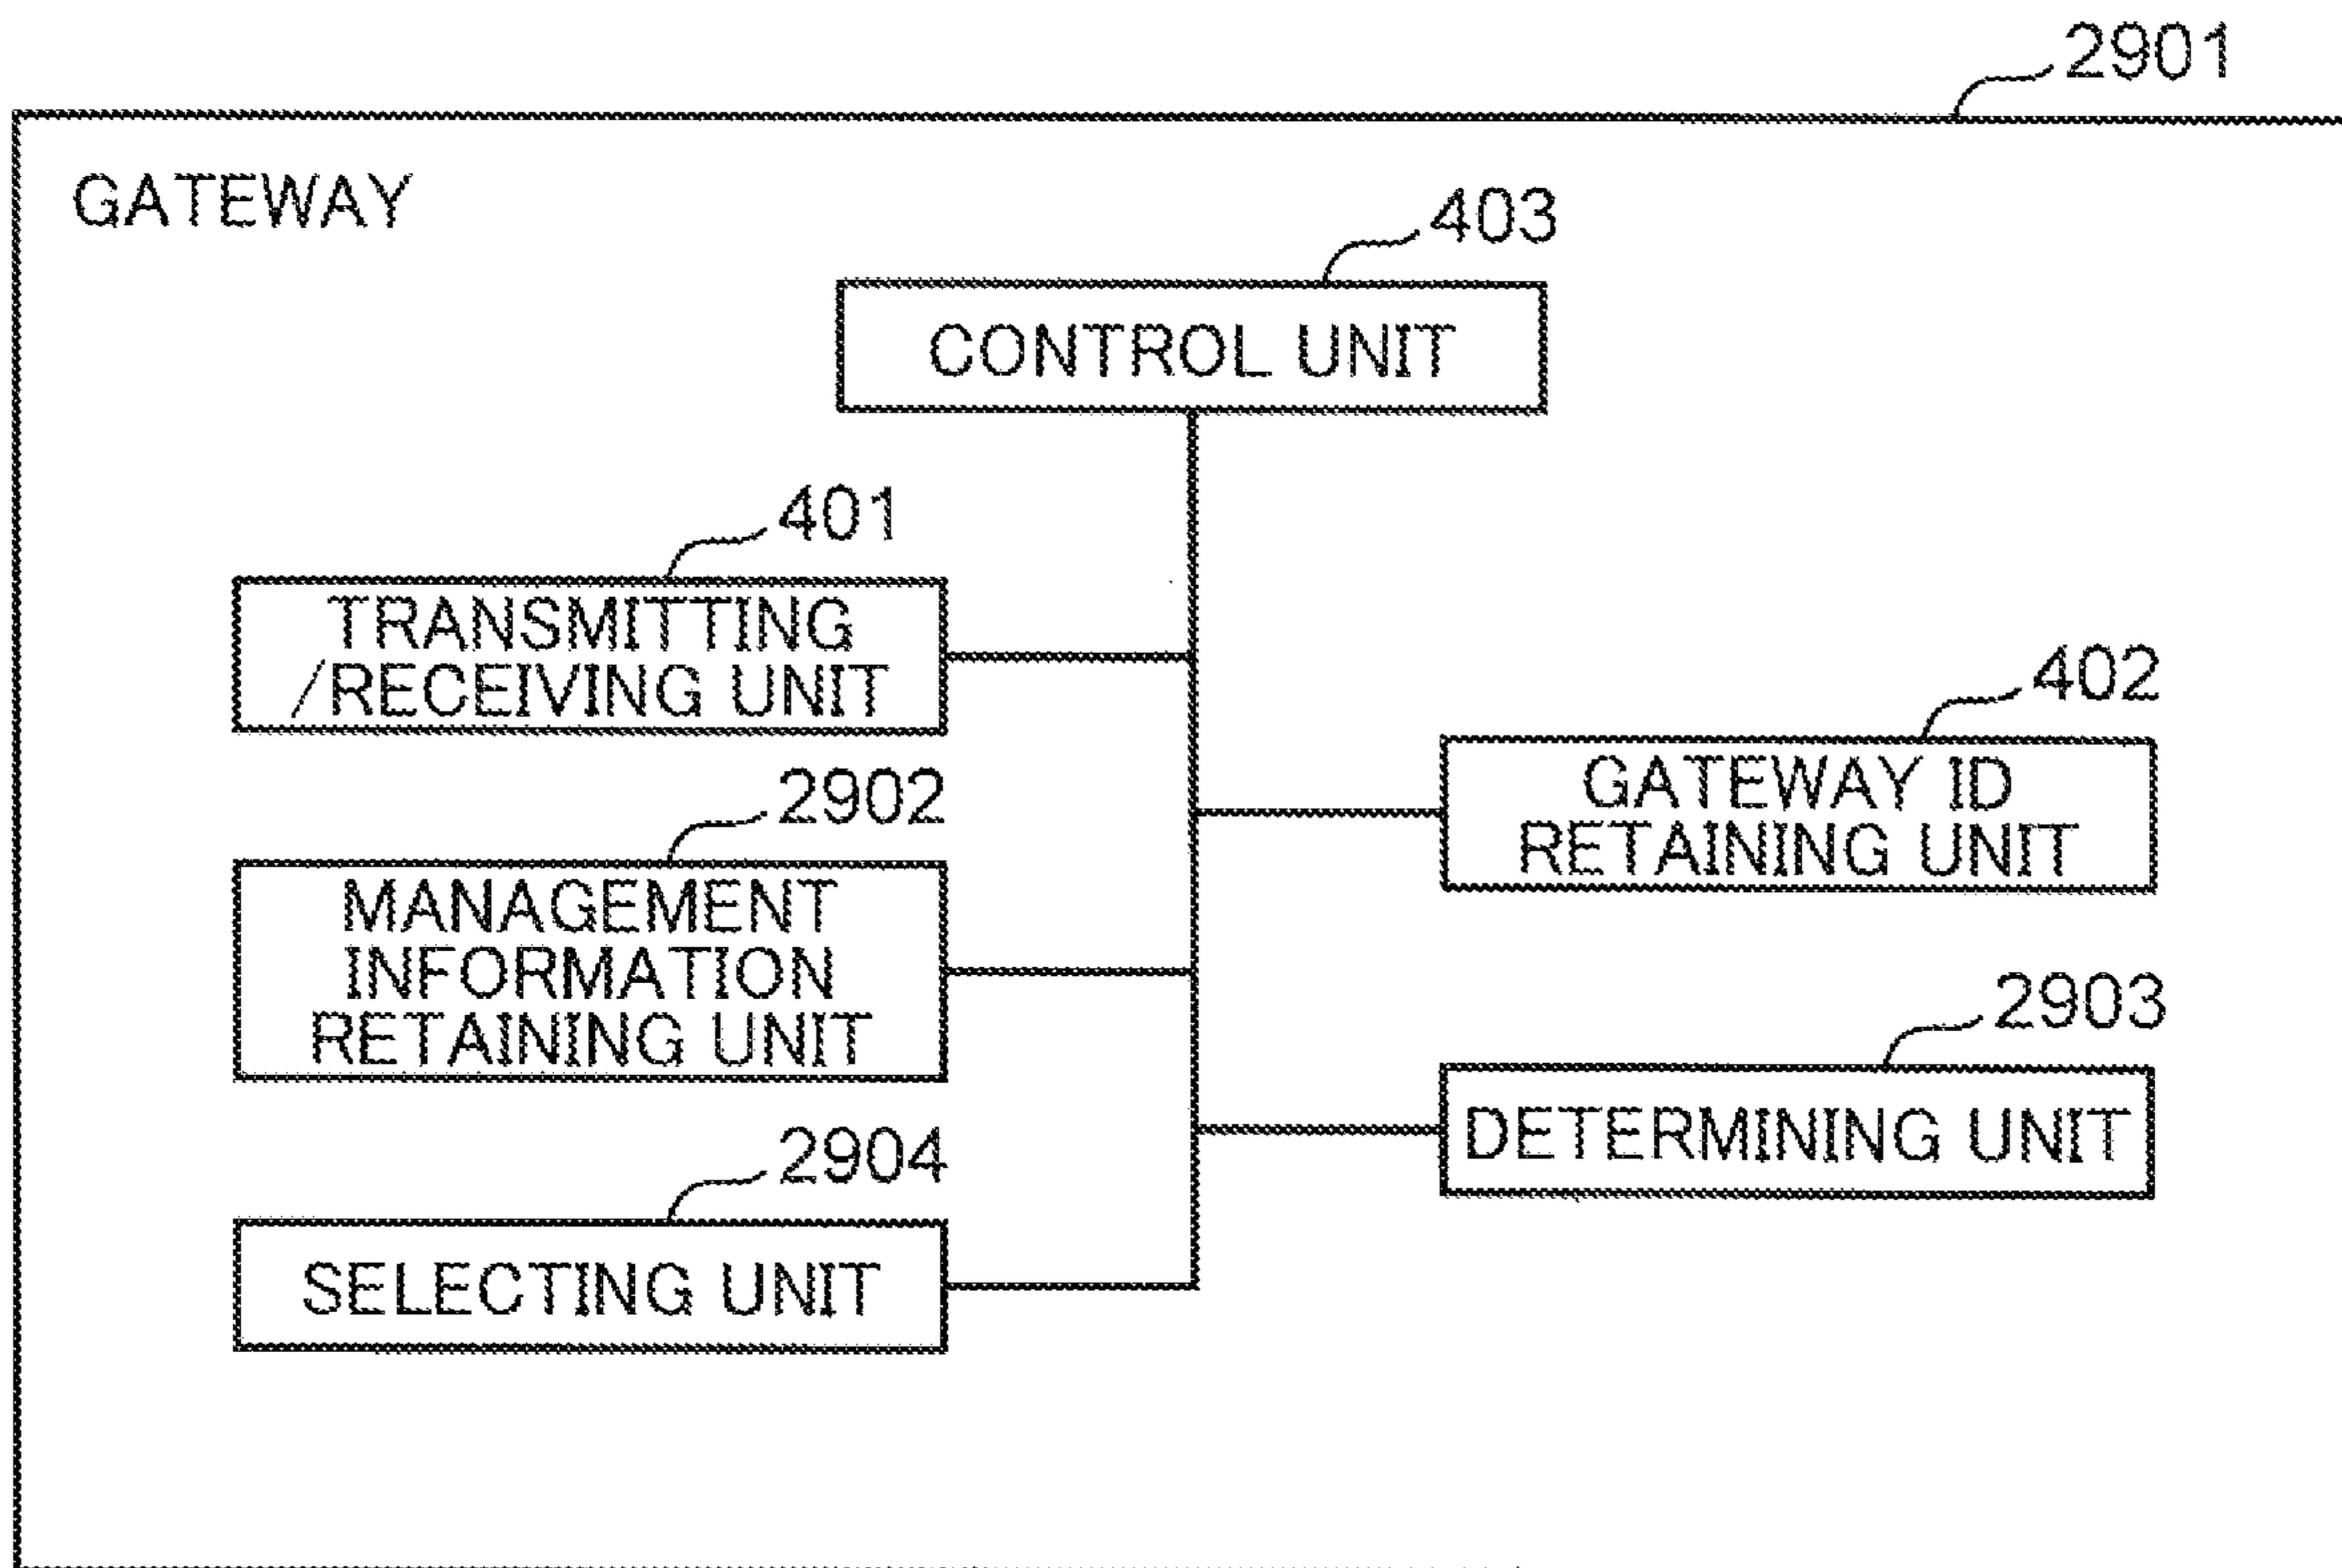 2901
GATEWAY
403
CONTROL UNIT
401
TRANSMITTING
/RECEIVING UNIT
402
GATEWAY ID
RETAINING UNIT
2902
MANAGEMENT
INFORMATION
RETAINING UNIT
2903
DETERMINING UNIT
2904
SELECTING UNIT